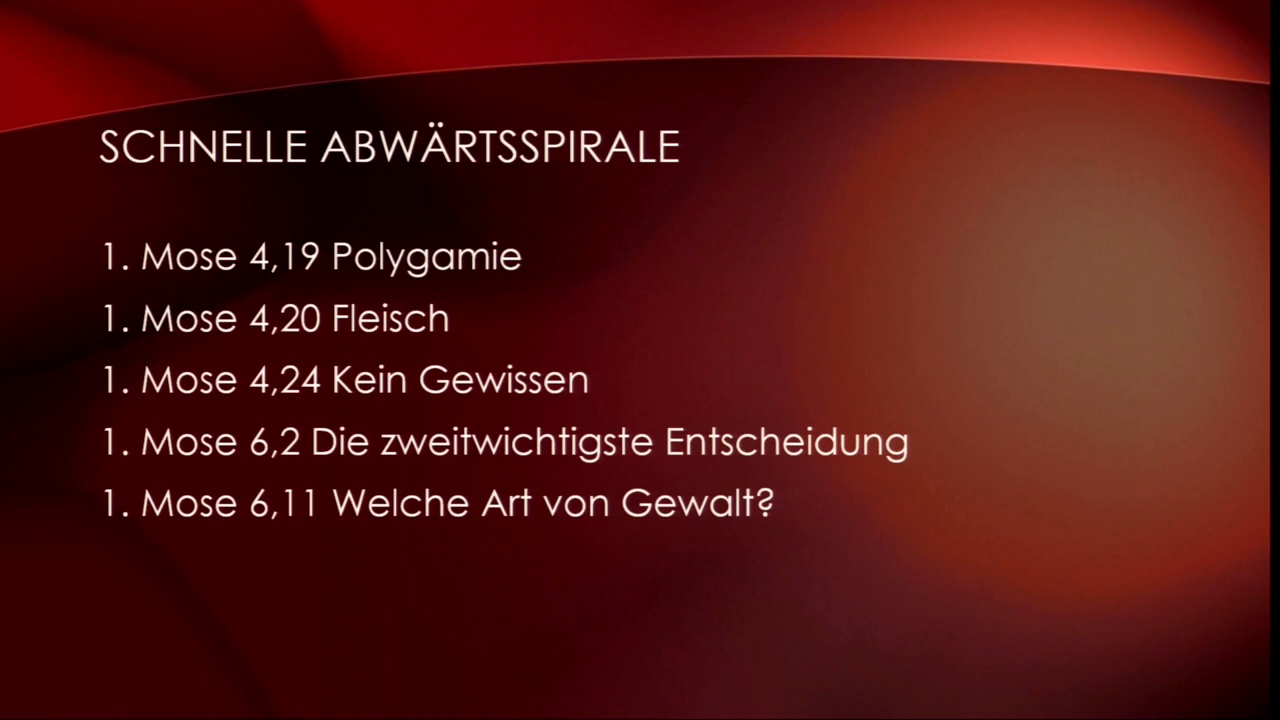 SCHNELLE ABWÄRTSSPIRALE
1. Mose 4,19 Polygamie
1. Mose 4,20 Fleisch
1. Mose 4,24 Kein Gewissen
1. Mose 6,2 Die zweitwichtigste Entscheidung
1. Mose 6,11 Welche Art von Gewalt?